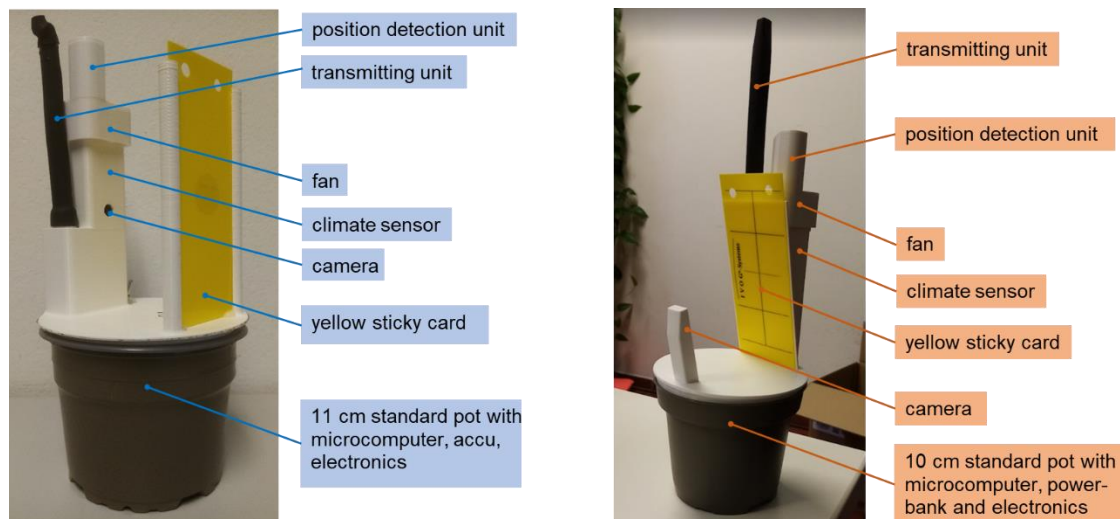 position detection unit
transmitting unit
fan
climate sensor
camera
yellow sticky card
11 cm standard pot with
microcomputer, accu,
electronics
transmitting unit
position detection unit
fan
climate sensor
yellow sticky card
camera
10 cm standard pot with
microcomputer, power-
bank and electronics